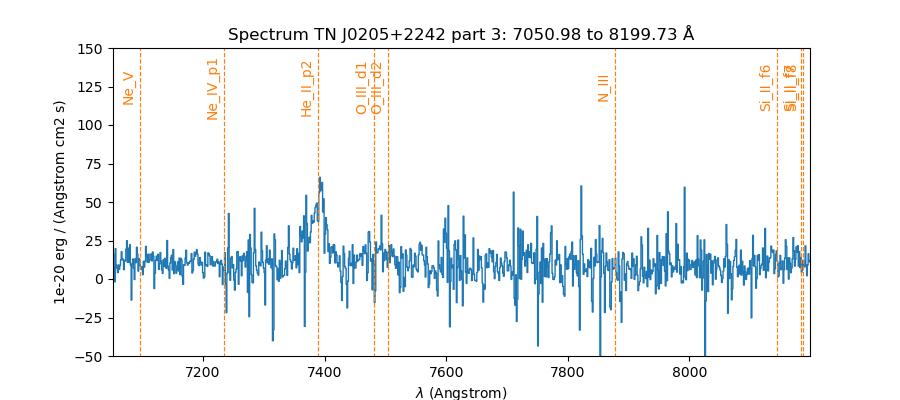 Spectrum TN J0205+2242 part 3: 7050.98 to 8199.73 Å
150
125
100
75
50
25
0
−25
−50
1e-20 erg / (Angstrom cm2 s)
Ne_V
Ne_IV_p1
He_II_p2
O_III_d1
O_III_d2
N_III
Si_II_f6
Si_II_f8
7200
7400
7600
7800
8000
λ (Angstrom)